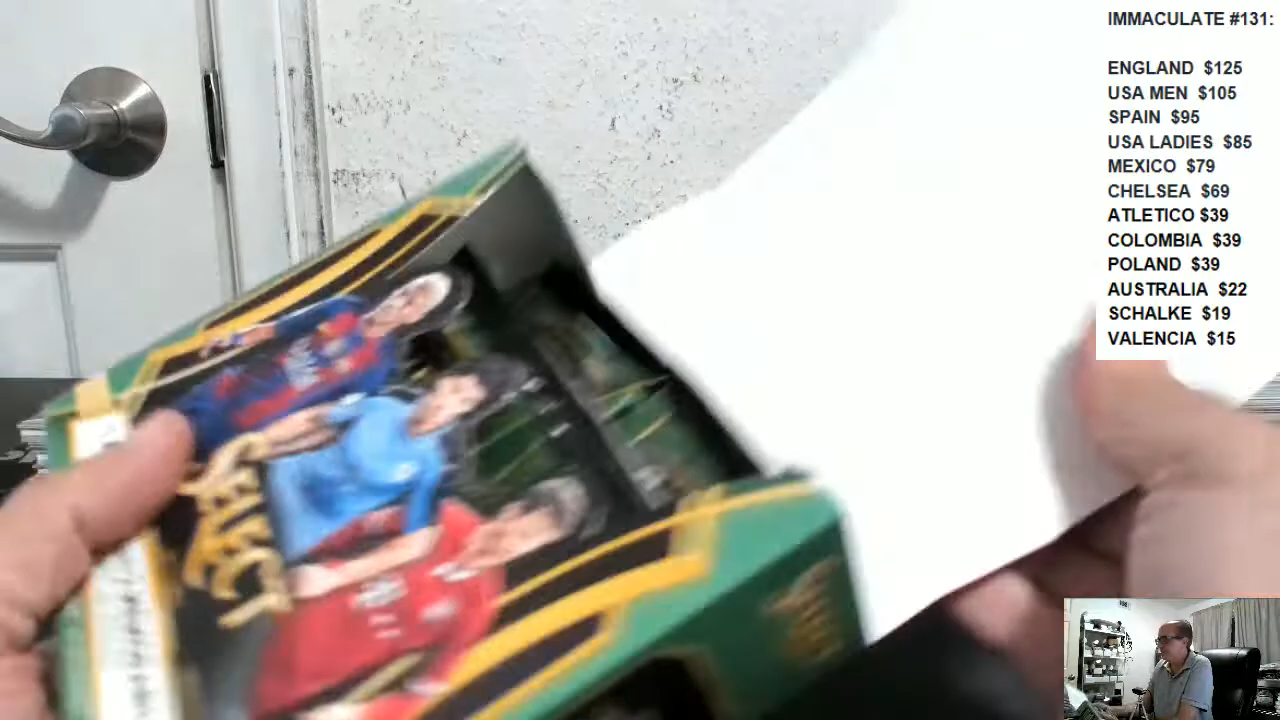 IMMACULATE #131:
ENGLAND $125
USA MEN $105
SPAIN $95
USA LADIES $85
MEXICO $79
CHELSEA $69
ATLETICO $39
COLOMBIA $39
POLAND $39
AUSTRALIA $22
SCHALKE $19
VALENCIA $15